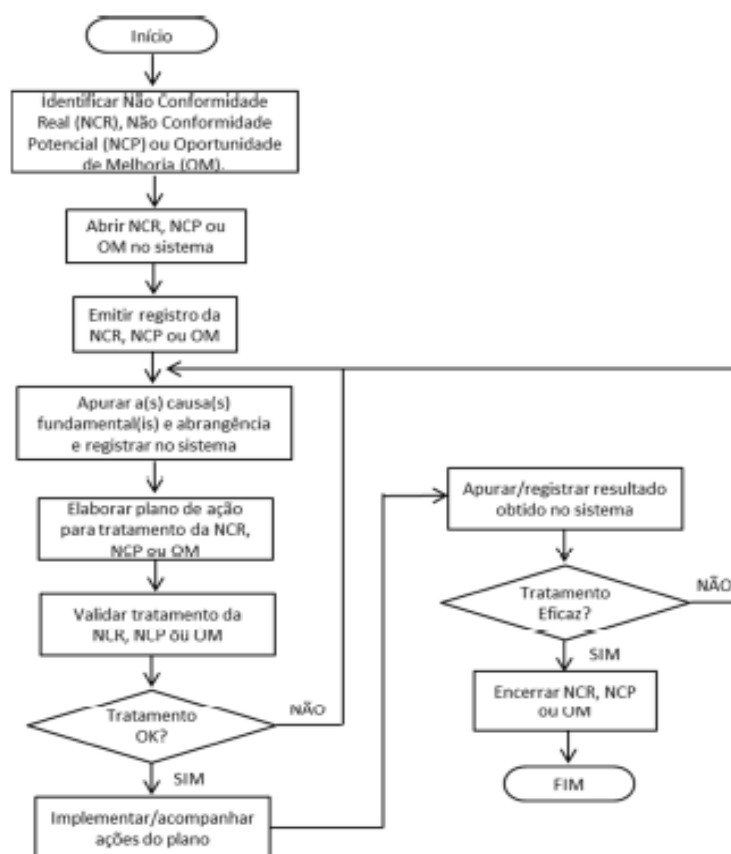 Início
Identificar Não Conformidade
Real (NCR), Não Conformidade
Potencial (NCP) ou Oportunidade
de Melhoria (OM).
Abrir NCR, NCP ou
OM no sistema
Emitir registro da
NCR, NCP ou OM
Apurar a(s) causa(s)
fundamental(is) e abrangência
e registrar no sistema
Elaborar plano de ação
para tratamento da NCR,
NCP ou OM
Validar tratamento da
NCR, NCP ou OM
Tratamento
OK?
NÃO
SIM
Implementar/acompanhar
ações do plano
Apurar/registrar resultado
obtido no sistema
Tratamento
Eficaz?
NÃO
SIM
Encerrar NCR, NCP
ou OM
FIM